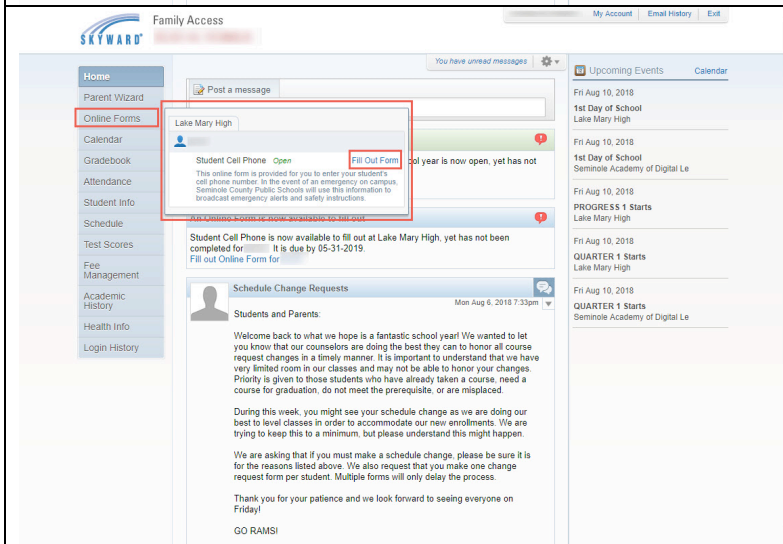 Family Access
SKYWARD®
My Account Email History Exit
You have unread messages
Home
Parent Wizard
Online Forms
Calendar
Gradebook
Attendance
Student Info
Schedule
Test Scores
Fee
Management
Academic
History
Health Info
Login History
Post a message
Lake Mary High
Student Cell Phone Open Fill Out Form
This online form is provided for you to enter your student's
cell phone number. In the event of an emergency on campus,
Seminole County Public Schools will use this information to
broadcast emergency alerts and safety instructions.
ool year is now open, yet has not
An Online Form is now available to fill out
Student Cell Phone is now available to fill out at Lake Mary High, yet has not been
completed for It is due by 05-31-2019.
Fill out Online Form for
Schedule Change Requests
Mon Aug 6, 2018 7:33pm
Students and Parents:
Welcome back to what we hope is a fantastic school year! We wanted to let
you know that our counselors are doing the best they can to honor all course
request changes in a timely manner. It is important to understand that we have
very limited room in our classes and may not be able to honor your changes.
Priority is given to those students who have already taken a course, need a
course for graduation, do not meet the prerequisite, or are misplaced.
During this week, you might see your schedule change as we are doing our
best to level classes in order to accommodate our new enrollments. We are
trying to keep this to a minimum, but please understand this might happen.
We are asking that if you must make a schedule change, please be sure it is
for the reasons listed above. We also request that you make one change
request form per student. Multiple forms will only delay the process.
Thank you for your patience and we look forward to seeing everyone on
Friday!
GO RAMS!
Upcoming Events Calendar
Fri Aug 10, 2018
1st Day of School
Lake Mary High
Fri Aug 10, 2018
1st Day of School
Seminole Academy of Digital Le
Fri Aug 10, 2018
PROGRESS 1 Starts
Lake Mary High
Fri Aug 10, 2018
QUARTER 1 Starts
Lake Mary High
Fri Aug 10, 2018
QUARTER 1 Starts
Seminole Academy of Digital Le